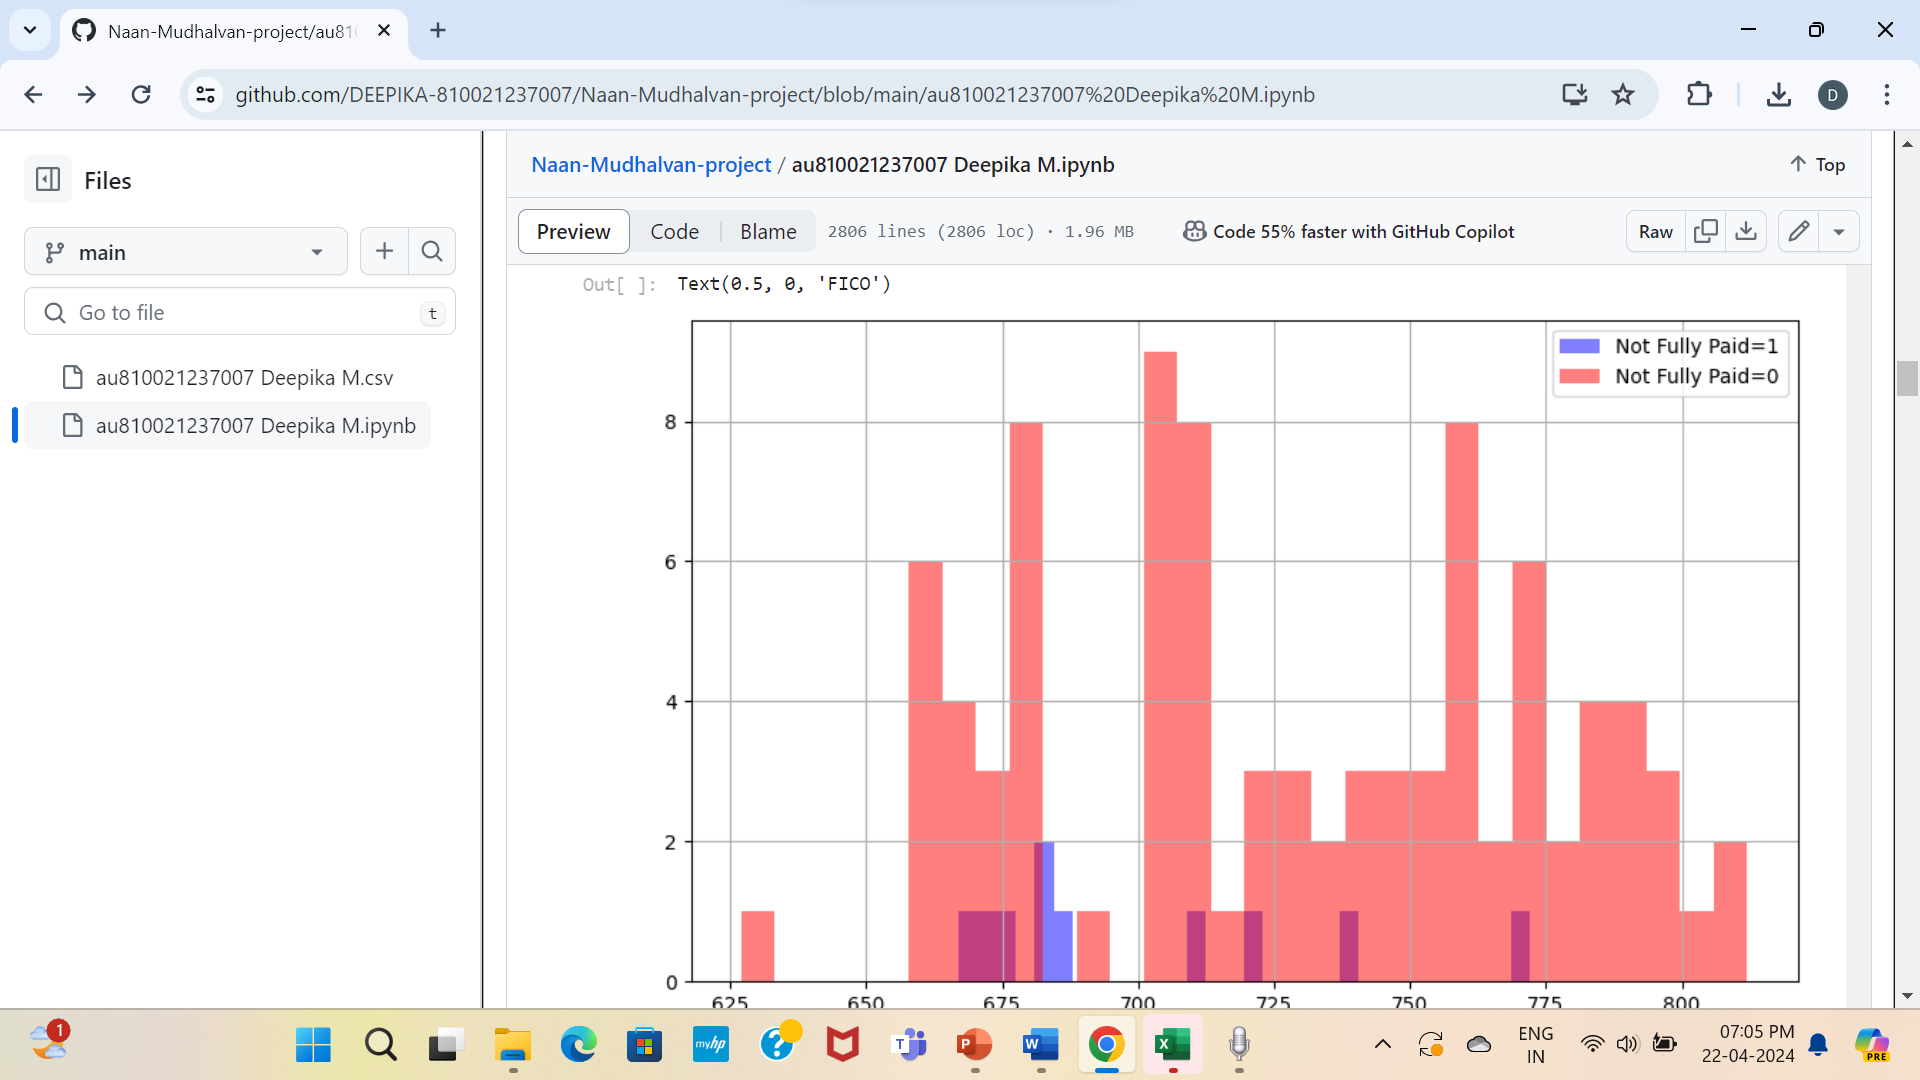 Naan-Mudhalvan-project/au810
github.com/DEEPIKA-810021237007/Naan-Mudhalvan-project/blob/main/au810021237007%20Deepika%20M.ipynb
D
Files
main
Go to file
t
au810021237007 Deepika M.csv
au810021237007 Deepika M.ipynb
Naan-Mudhalvan-project / au810021237007 Deepika M.ipynb
Top
Preview Code Blame 2806 lines (2806 loc) · 1.96 MB Code 55% faster with GitHub Copilot Raw
Out[ ]: Text(0.5, 0, 'FICO')
Not Fully Paid=1
Not Fully Paid=0
8
6
4
2
0
625 650 675 700 725 750 775 800
1
myhp
?
T
P
W
X
ENG
IN
07:05 PM
22-04-2024
PRE